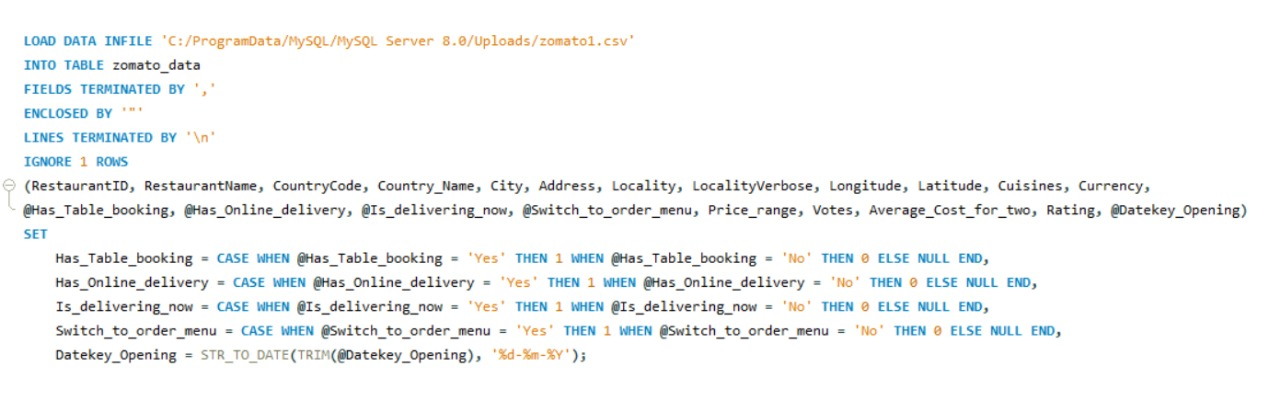 LOAD DATA INFILE 'C:/ProgramData/MySQL/MySQL Server 8.0/Uploads/zomato1.csv'
INTO TABLE zomato_data
FIELDS TERMINATED BY ','
ENCLOSED BY '"'
LINES TERMINATED BY '\n'
IGNORE 1 ROWS
(RestaurantID, RestaurantName, CountryCode, Country_Name, City, Address, Locality, LocalityVerbose, Longitude, Latitude, Cuisines, Currency,
@Has_Table_booking, @Has_Online_delivery, @Is_delivering_now, @Switch_to_order_menu, Price_range, Votes, Average_Cost_for_two, Rating, @Datekey_Opening)
SET
    Has_Table_booking = CASE WHEN @Has_Table_booking = 'Yes' THEN 1 WHEN @Has_Table_booking = 'No' THEN 0 ELSE NULL END,
    Has_Online_delivery = CASE WHEN @Has_Online_delivery = 'Yes' THEN 1 WHEN @Has_Online_delivery = 'No' THEN 0 ELSE NULL END,
    Is_delivering_now = CASE WHEN @Is_delivering_now = 'Yes' THEN 1 WHEN @Is_delivering_now = 'No' THEN 0 ELSE NULL END,
    Switch_to_order_menu = CASE WHEN @Switch_to_order_menu = 'Yes' THEN 1 WHEN @Switch_to_order_menu = 'No' THEN 0 ELSE NULL END,
    Datekey_Opening = STR_TO_DATE(TRIM(@Datekey_Opening), '%d-%m-%Y');